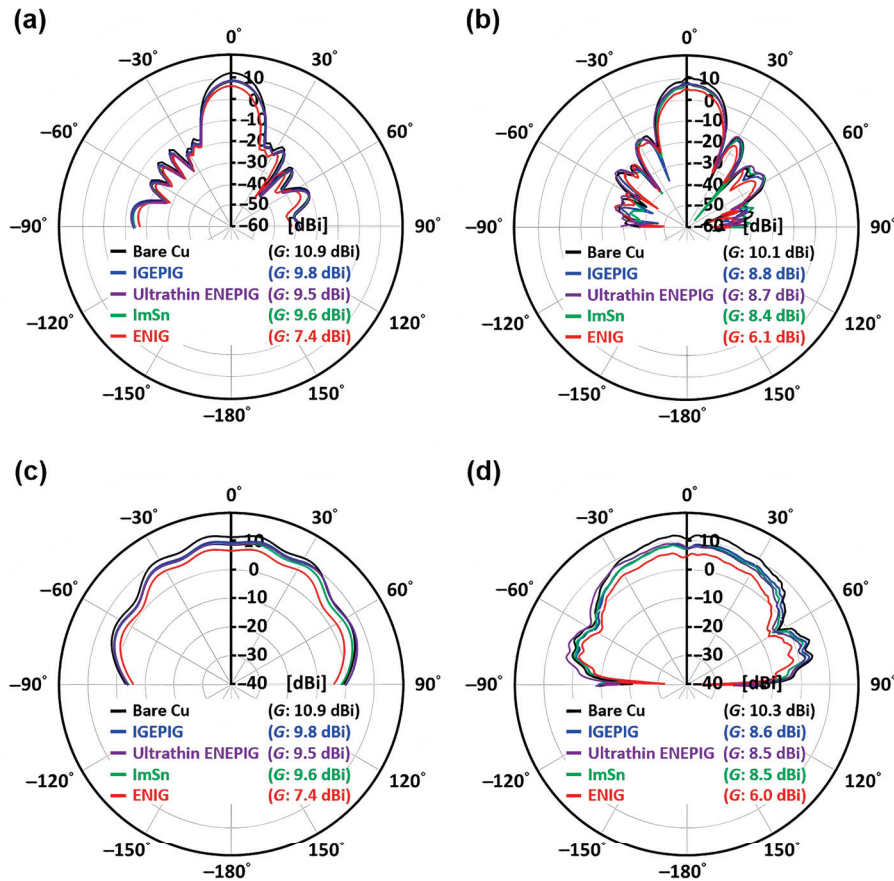 (a)
0°
−30°
30°
−60°
60°
−90°
90°
−120°
120°
−150°
150°
−180°
10
0
−10
−20
−30
−40
−50
−60
[dBi]
Bare Cu (G: 10.9 dBi)
IGEPIG (G: 9.8 dBi)
Ultrathin ENEPIG (G: 9.5 dBi)
ImSn (G: 9.6 dBi)
ENIG (G: 7.4 dBi)
(b)
0°
−30°
30°
−60°
60°
−90°
90°
−120°
120°
−150°
150°
−180°
10
0
−10
−20
−30
−40
−50
−60
[dBi]
Bare Cu (G: 10.1 dBi)
IGEPIG (G: 8.8 dBi)
Ultrathin ENEPIG (G: 8.7 dBi)
ImSn (G: 8.4 dBi)
ENIG (G: 6.1 dBi)
(c)
0°
−30°
30°
−60°
60°
−90°
90°
−120°
120°
−150°
150°
−180°
10
0
−10
−20
−30
−40
[dBi]
Bare Cu (G: 10.9 dBi)
IGEPIG (G: 9.8 dBi)
Ultrathin ENEPIG (G: 9.5 dBi)
ImSn (G: 9.6 dBi)
ENIG (G: 7.4 dBi)
(d)
0°
−30°
30°
−60°
60°
−90°
90°
−120°
120°
−150°
150°
−180°
10
0
−10
−20
−30
−40
[dBi]
Bare Cu (G: 10.3 dBi)
IGEPIG (G: 8.6 dBi)
Ultrathin ENEPIG (G: 8.5 dBi)
ImSn (G: 8.5 dBi)
ENIG (G: 6.0 dBi)